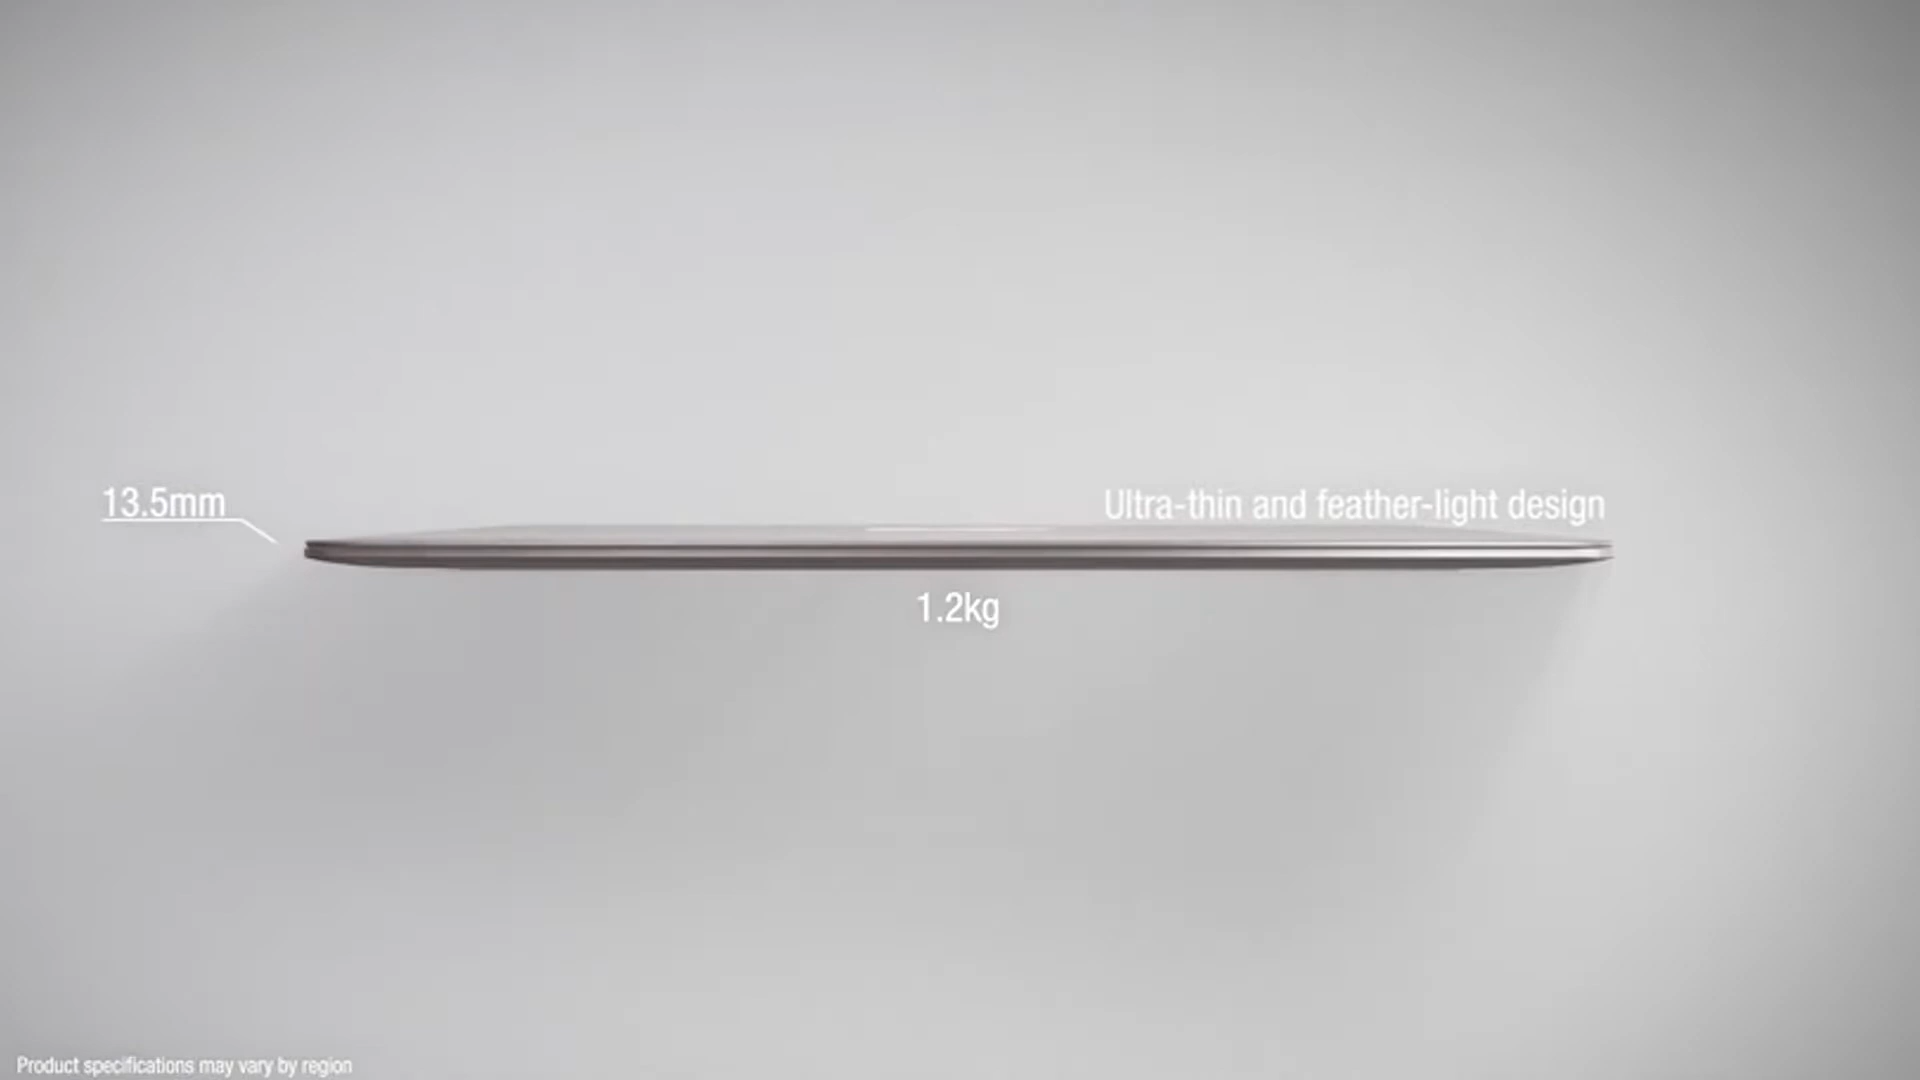 13.5mm
Ultra-thin and feather-light design
1.2kg
Product specifications may vary by region